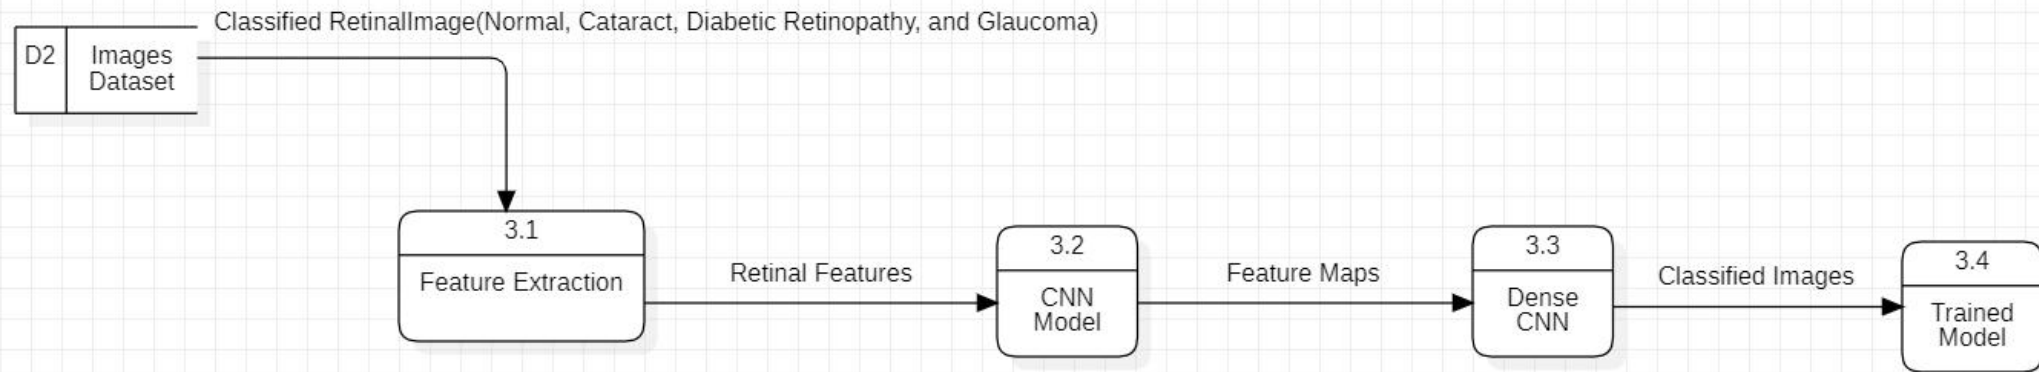 Classified RetinalImage(Normal, Cataract, Diabetic Retinopathy, and Glaucoma)
D2
Images
Dataset
3.1
Feature Extraction
Retinal Features
3.2
CNN
Model
Feature Maps
3.3
Dense
CNN
Classified Images
3.4
Trained
Model